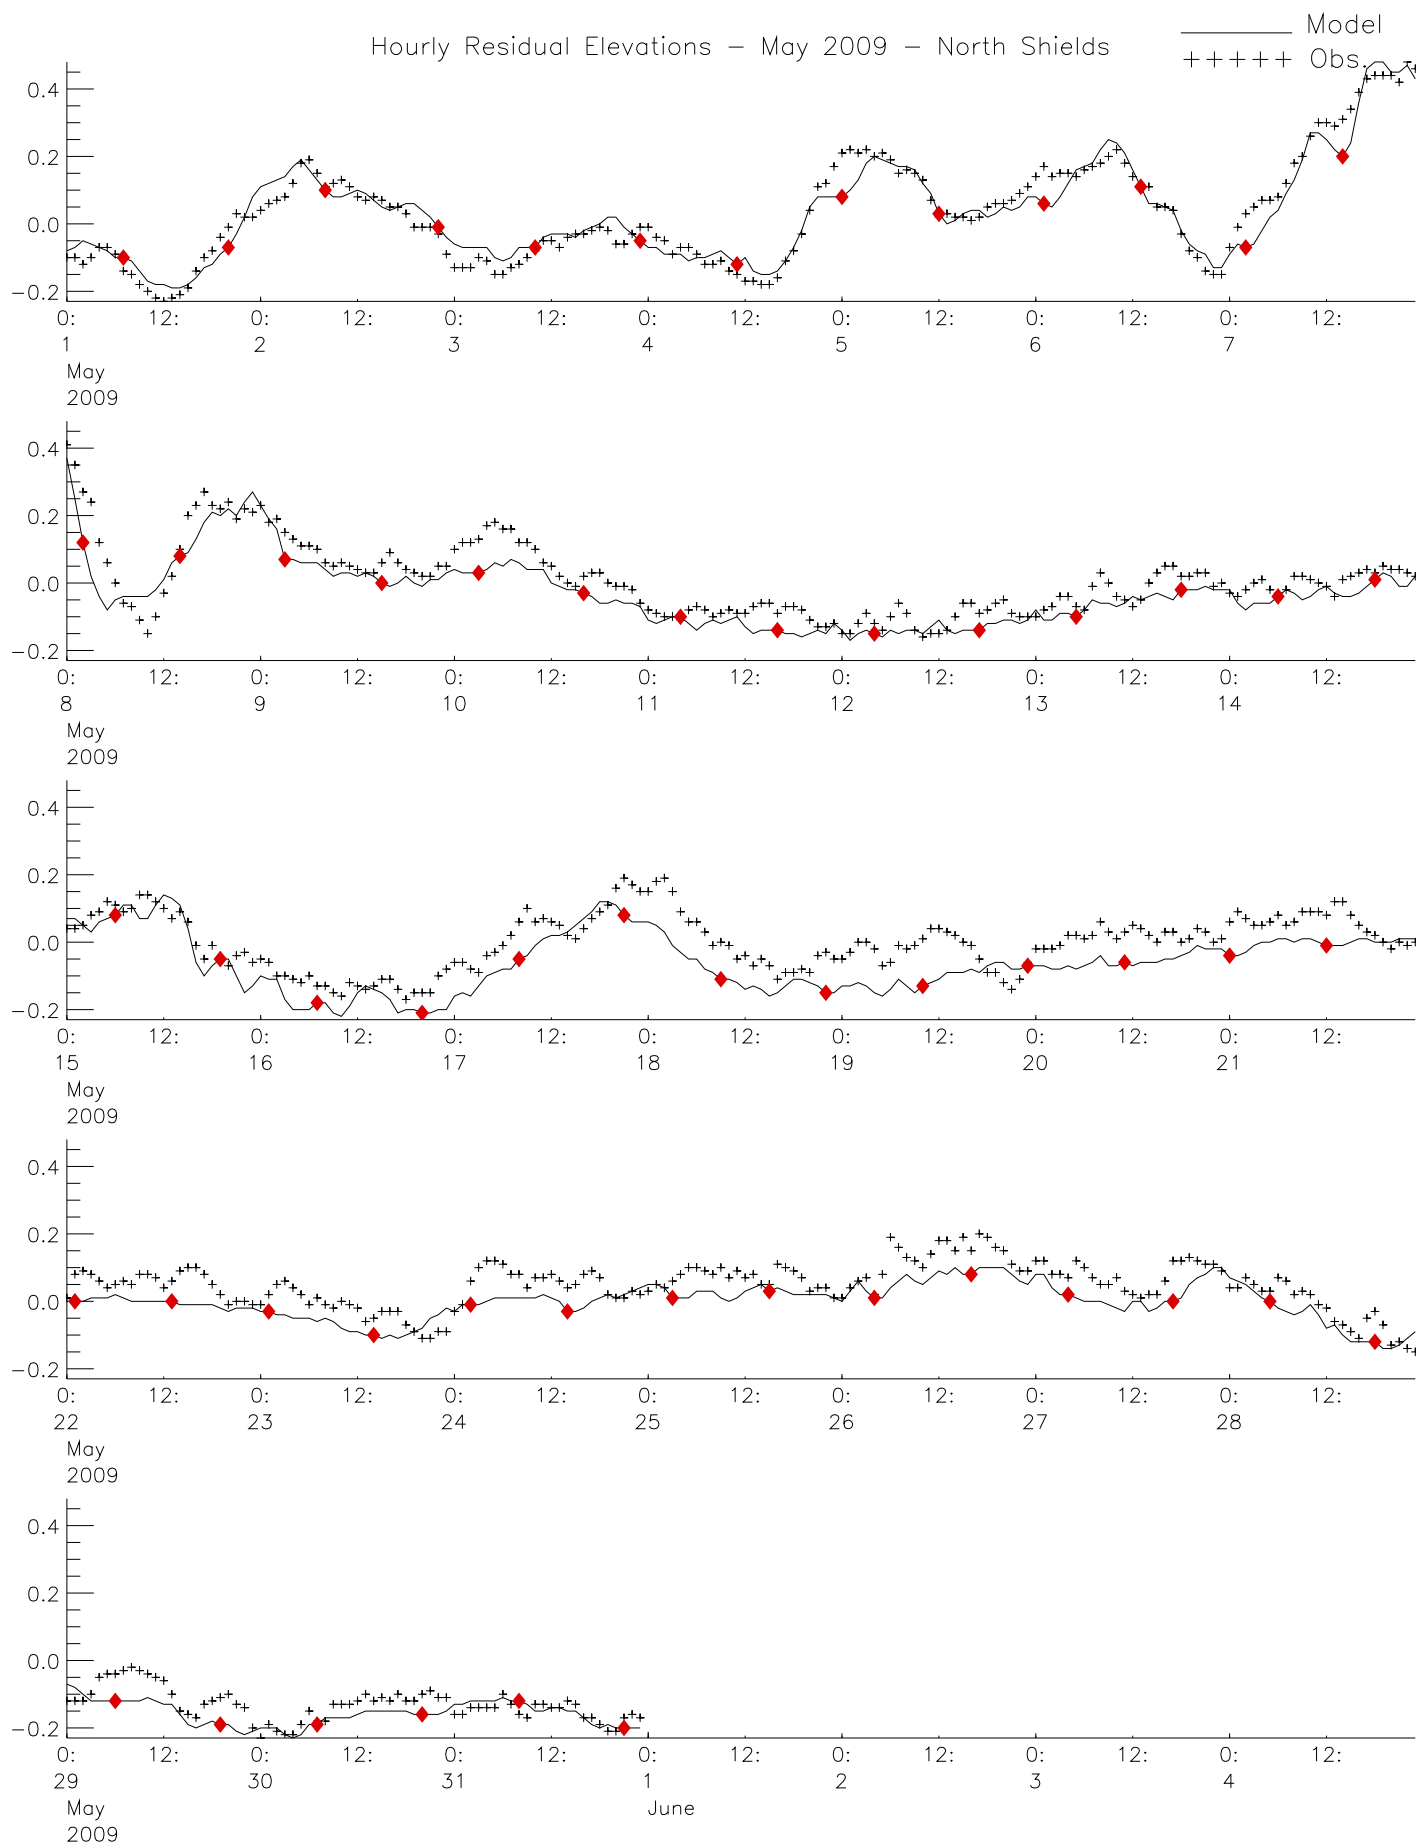 Hourly Residual Elevations – May 2009 – North Shields
Model
+++++ Obs.
0.4
0.2
0.0
−0.2
0: 12: 0: 12: 0: 12: 0: 12: 0: 12: 0: 12: 0: 12:
1 2 3 4 5 6 7
May
2009
0.4
0.2
0.0
−0.2
0: 12: 0: 12: 0: 12: 0: 12: 0: 12: 0: 12: 0: 12:
8 9 10 11 12 13 14
May
2009
0.4
0.2
0.0
−0.2
0: 12: 0: 12: 0: 12: 0: 12: 0: 12: 0: 12: 0: 12:
15 16 17 18 19 20 21
May
2009
0.4
0.2
0.0
−0.2
0: 12: 0: 12: 0: 12: 0: 12: 0: 12: 0: 12: 0: 12:
22 23 24 25 26 27 28
May
2009
0.4
0.2
0.0
−0.2
0: 12: 0: 12: 0: 12: 0: 12: 0: 12: 0: 12: 0: 12:
29 30 31 1 2 3 4
May June
2009